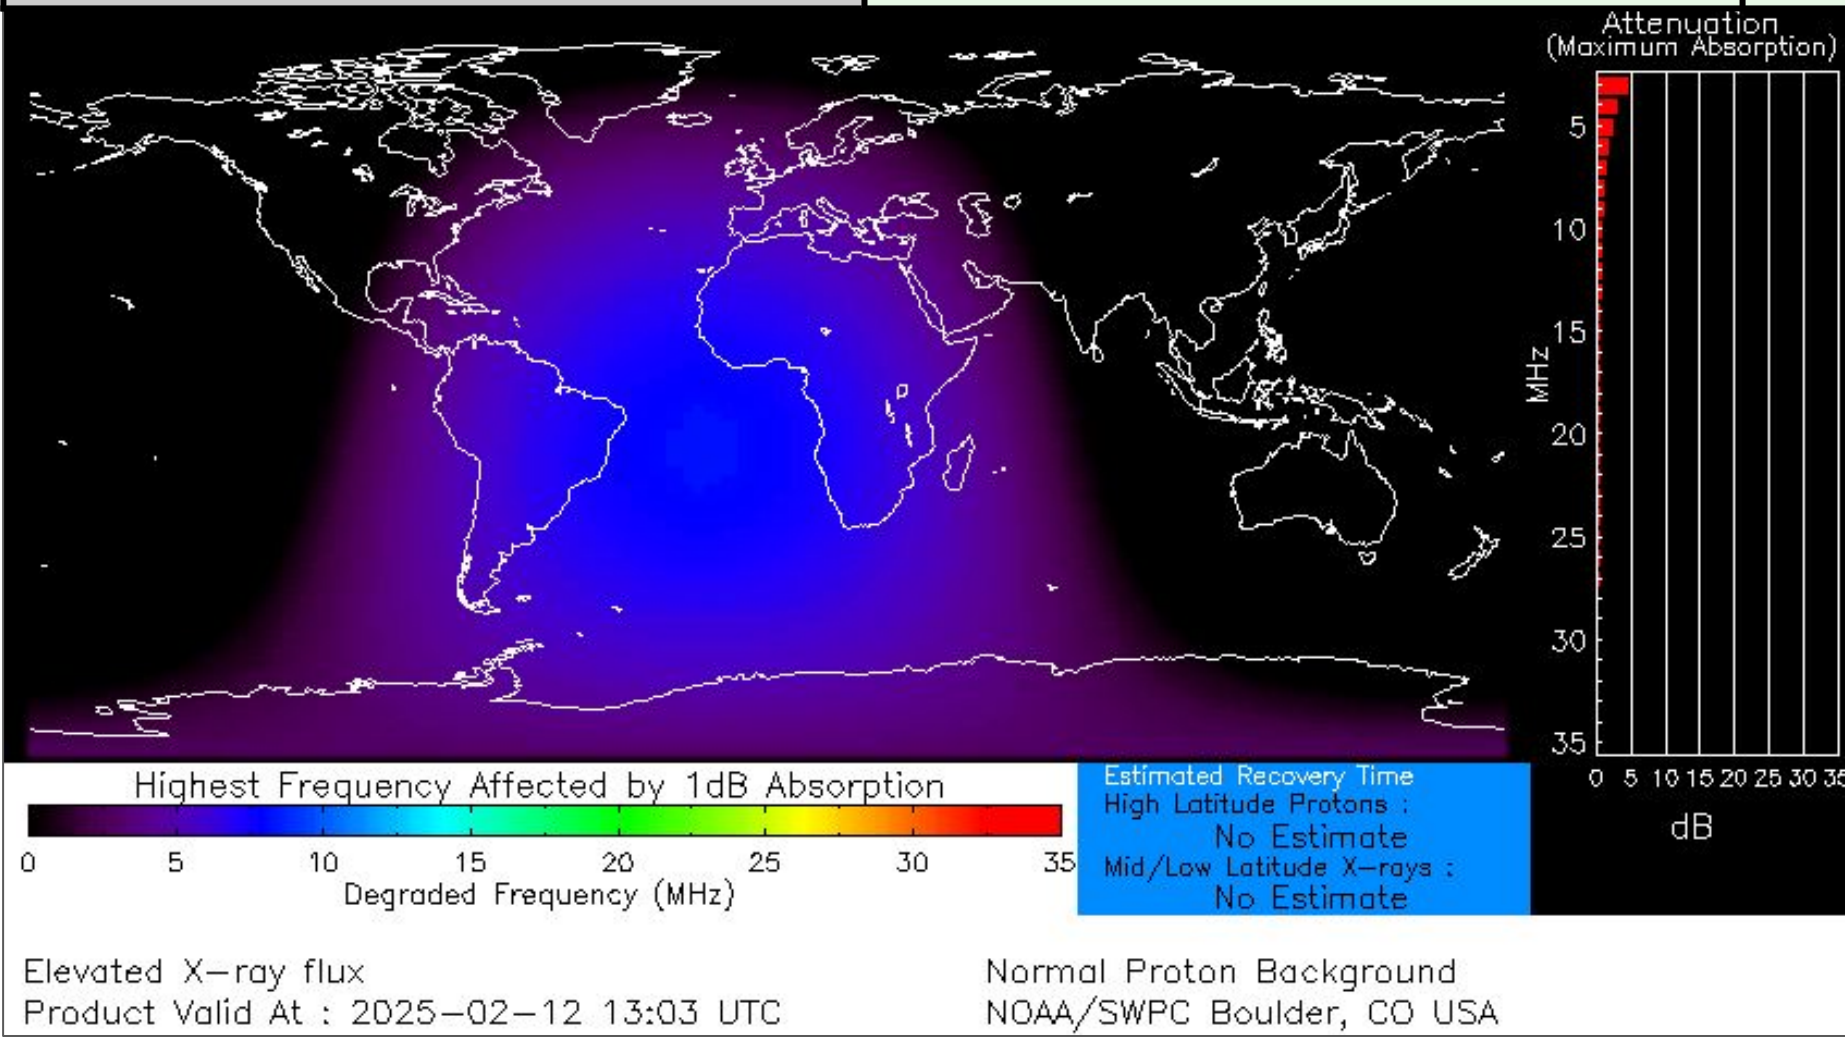 Attenuation
(Maximum Absorption)
5
10
15
20
25
30
35
MHz
0 5 10 15 20 25 30 35
dB
Highest Frequency Affected by 1dB Absorption
0 5 10 15 20 25 30 35
Degraded Frequency (MHz)
Estimated Recovery Time
High Latitude Protons :
No Estimate
Mid/Low Latitude X-rays :
No Estimate
Elevated X-ray flux
Product Valid At : 2025-02-12 13:03 UTC
Normal Proton Background
NOAA/SWPC Boulder, CO USA